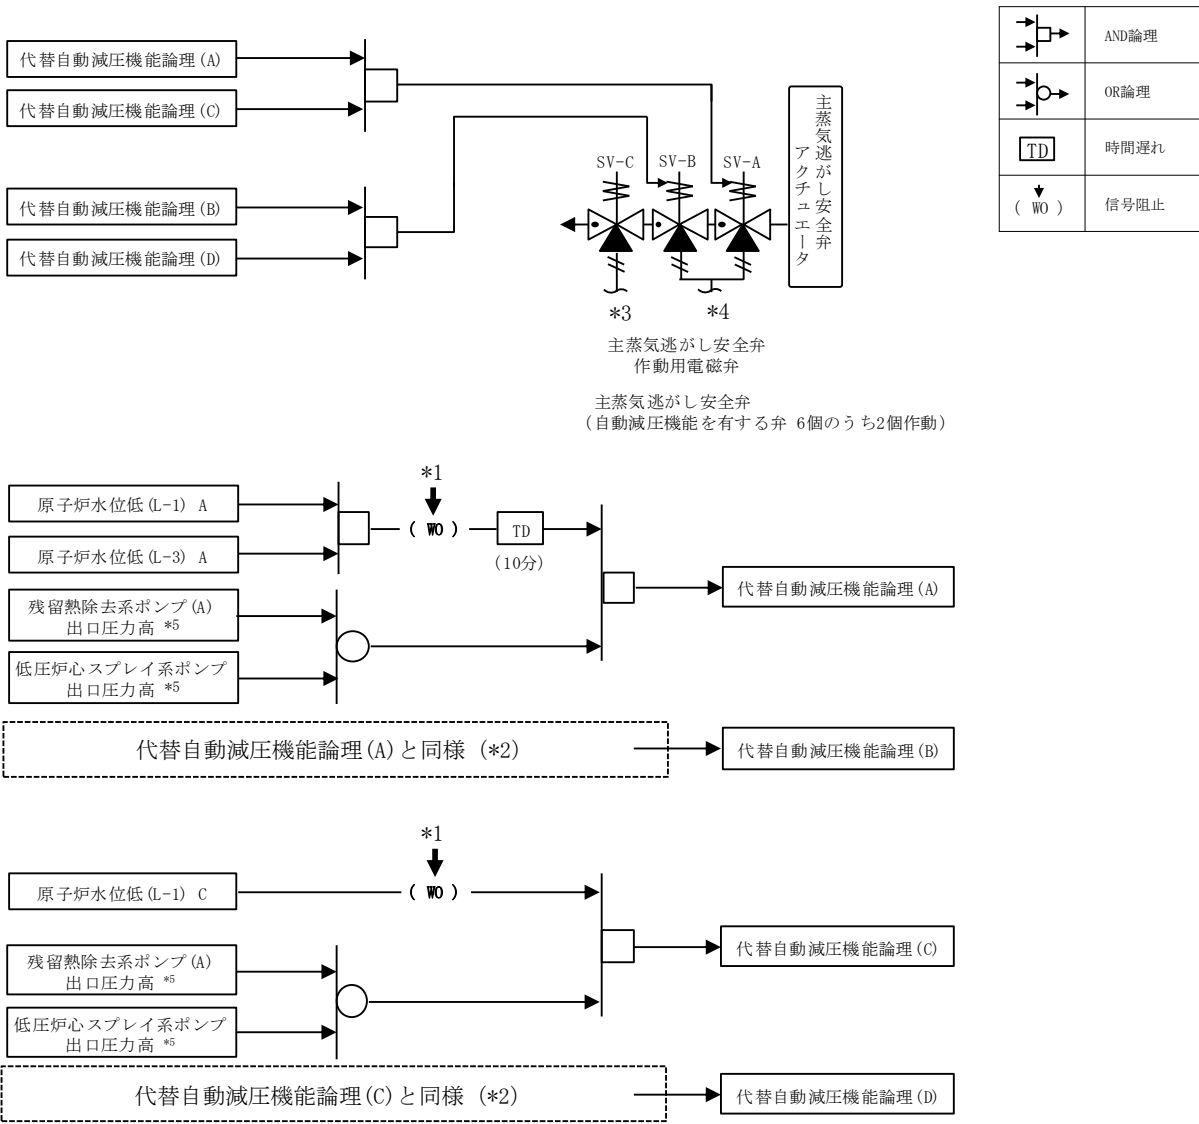 代替自動減圧機能論理(A)
代替自動減圧機能論理(C)
代替自動減圧機能論理(B)
代替自動減圧機能論理(D)
SV-C
SV-B
SV-A
主蒸気逃がし安全弁
アクチュエータ
*3
*4
主蒸気逃がし安全弁
作動用電磁弁
主蒸気逃がし安全弁
(自動減圧機能を有する弁 6個のうち2個作動)
AND論理
OR論理
TD
時間遅れ
( WO )
信号阻止
原子炉水位低(L-1) A
原子炉水位低(L-3) A
*1
( WO )
TD
(10分)
残留熱除去系ポンプ(A)
出口圧力高 *5
低圧炉心スプレイ系ポンプ
出口圧力高 *5
代替自動減圧機能論理(A)
代替自動減圧機能論理(A)と同様 (*2)
代替自動減圧機能論理(B)
*1
原子炉水位低(L-1) C
( WO )
残留熱除去系ポンプ(A)
出口圧力高 *5
低圧炉心スプレイ系ポンプ
出口圧力高 *5
代替自動減圧機能論理(C)
代替自動減圧機能論理(C)と同様 (*2)
代替自動減圧機能論理(D)